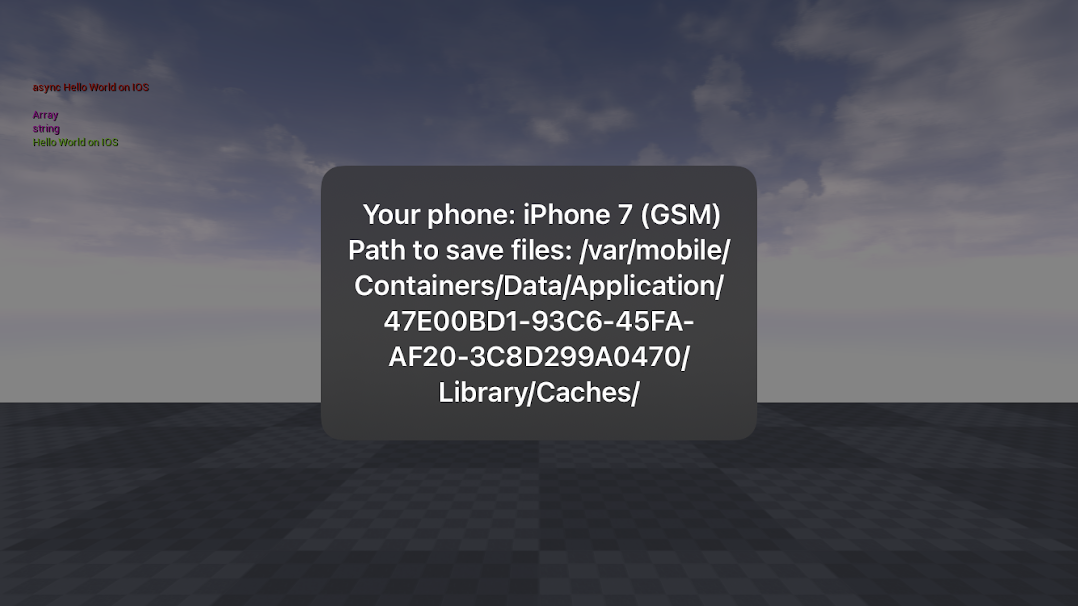 async Hello World on IOS
Array
string
Hello World on IOS
Your phone: iPhone 7 (GSM)
Path to save files: /var/mobile/
Containers/Data/Application/
47E00BD1-93C6-45FA-
AF20-3C8D299A0470/
Library/Caches/